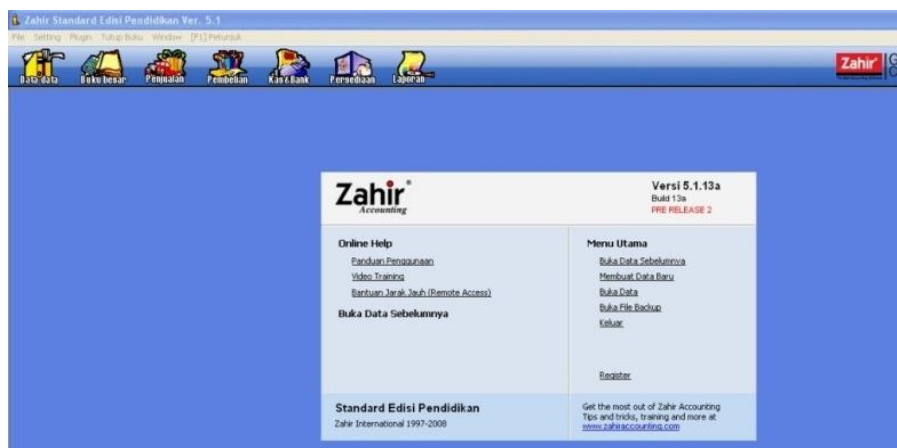 Zahir Standard Edisi Pendidikan Ver. 5.1
File Setting Plugin Tutup Buku Window [F1] Petunjuk
Data data Buku besar Penjualan Pembelian Kas & Bank Persediaan Laporan
Zahir
Zahir
Accounting
Versi 5.1.13a
Build 13a
PRE RELEASE 2
Online Help
Panduan Penggunaan
Video Training
Bantuan Jarak Jauh (Remote Access)
Buka Data Sebelumnya
Menu Utama
Buka Data Sebelumnya
Membuat Data Baru
Buka Data
Buka File Backup
Keluar
Register
Standard Edisi Pendidikan
Zahir International 1997-2008
Get the most out of Zahir Accounting
Tips and tricks, training and more at
www.zahiraccounting.com